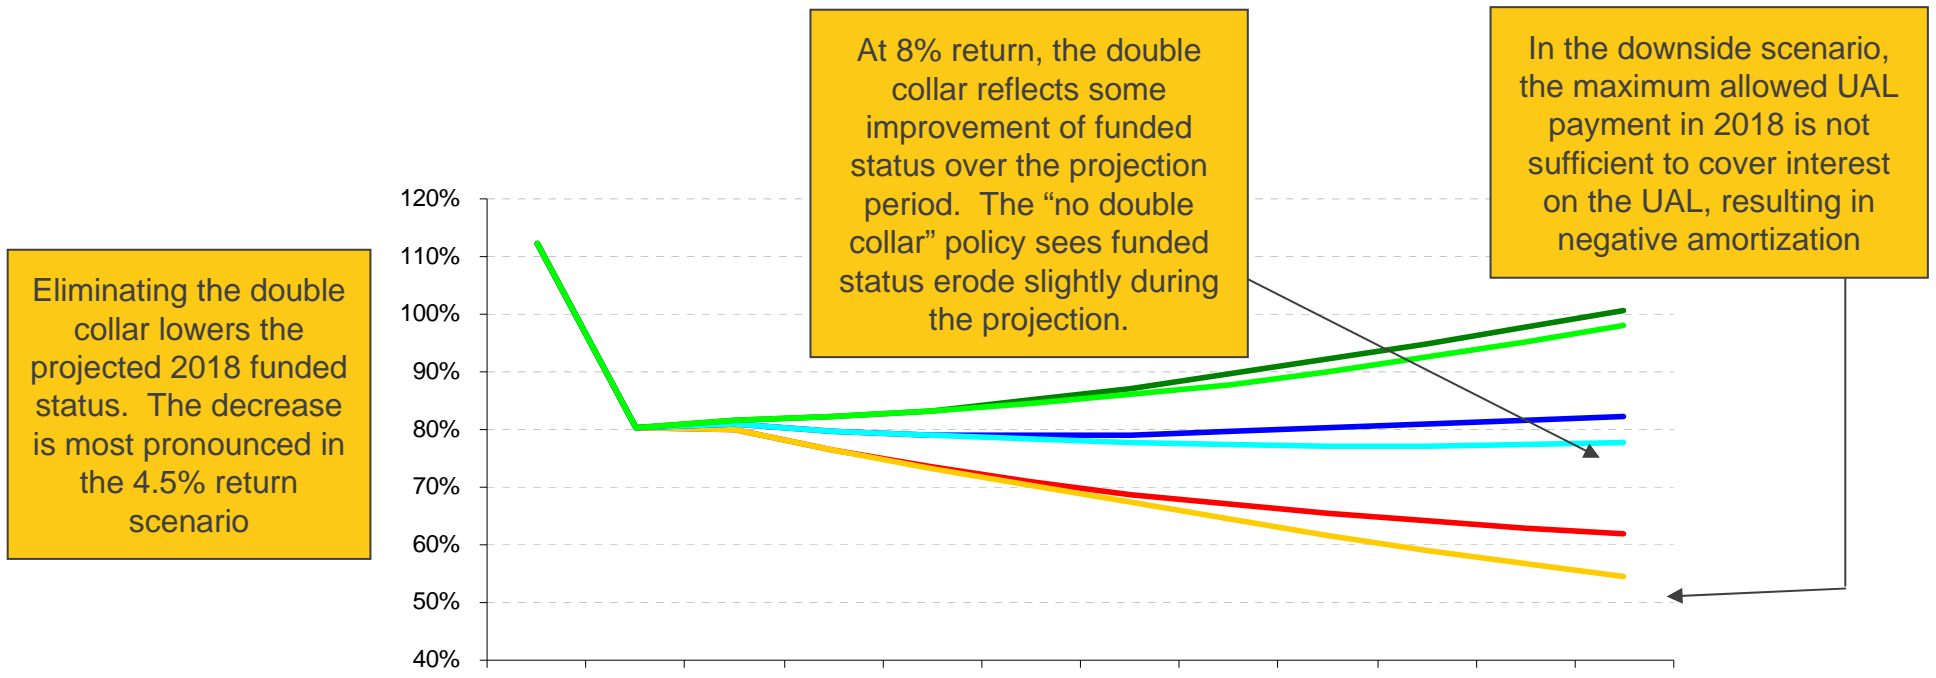 Eliminating the double
collar lowers the
projected 2018 funded
status.  The decrease
is most pronounced in
the 4.5% return
scenario
At 8% return, the double
collar reflects some
improvement of funded
status over the projection
period.  The “no double
collar” policy sees funded
status erode slightly during
the projection.
In the downside scenario,
the maximum allowed UAL
payment in 2018 is not
sufficient to cover interest
on the UAL, resulting in
negative amortization
120%
110%
100%
90%
80%
70%
60%
50%
40%